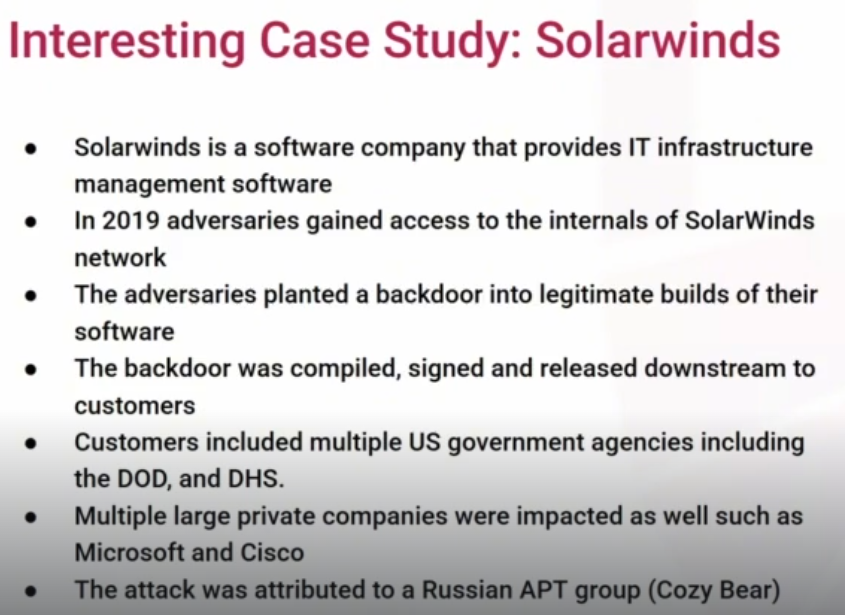 Interesting Case Study: Solarwinds
● Solarwinds is a software company that provides IT infrastructure
management software
● In 2019 adversaries gained access to the internals of SolarWinds
network
● The adversaries planted a backdoor into legitimate builds of their
software
● The backdoor was compiled, signed and released downstream to
customers
● Customers included multiple US government agencies including
the DOD, and DHS.
● Multiple large private companies were impacted as well such as
Microsoft and Cisco
● The attack was attributed to a Russian APT group (Cozy Bear)